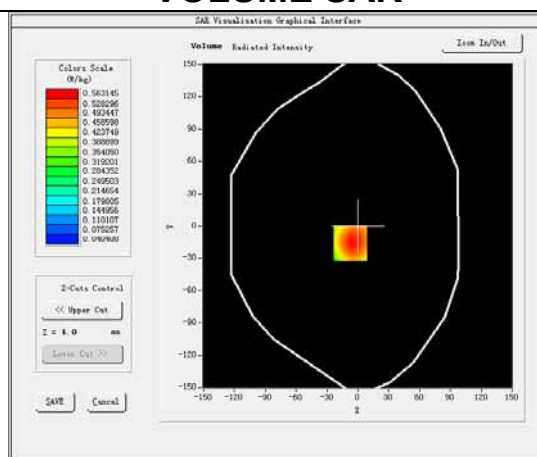 VOLUME SAR
SAR Visualisation Graphical Interface
Volume Radiated Intensity
Zoom In/Out
Colors Scale
(W/kg)
0.563145
0.528296
0.493447
0.458598
0.423749
0.388899
0.354050
0.319201
0.284352
0.249503
0.214654
0.179805
0.144956
0.110107
0.075257
0.040408
Z-Cuts Control
<< Upper Cut
Z = 4.0 mm
Lower Cut >>
SAVE
Cancel
150
120
90
60
30
0
-30
-60
-90
-120
-150
Y
-150 -120 -90 -60 -30 0 30 60 90 120 150
X